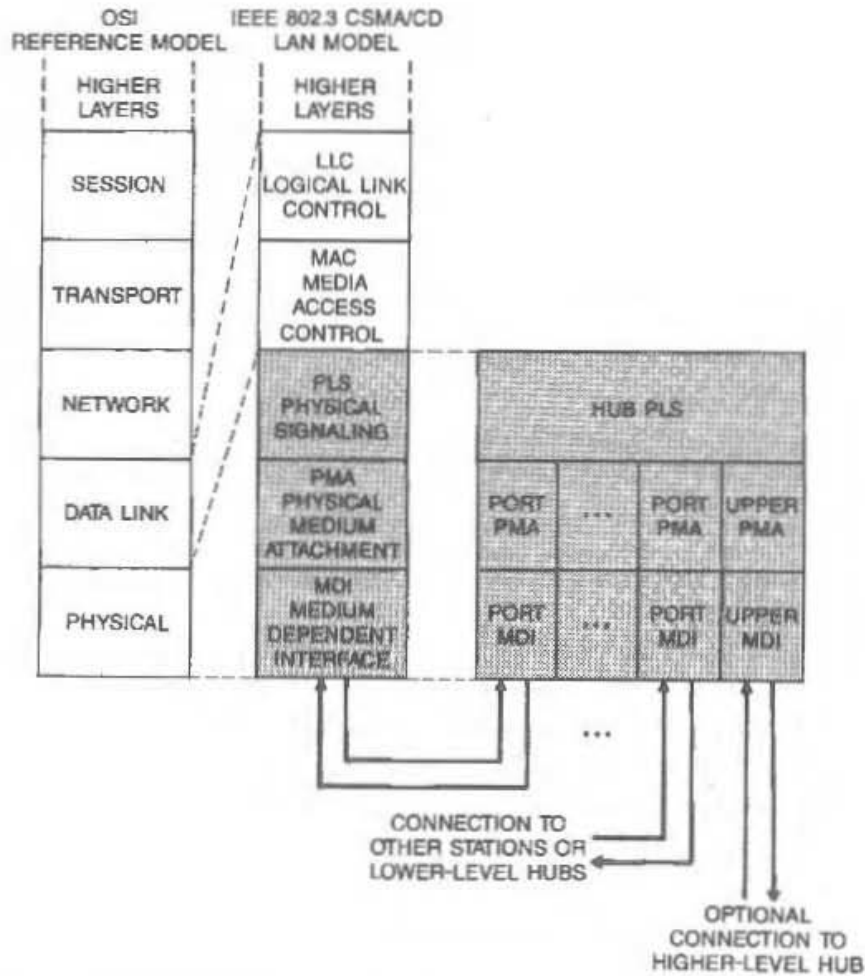 OSI
REFERENCE MODEL
IEEE 802.3 CSMA/CD
LAN MODEL
HIGHER
LAYERS
SESSION
TRANSPORT
NETWORK
DATA LINK
PHYSICAL
HIGHER
LAYERS
LLC
LOGICAL LINK
CONTROL
MAC
MEDIA
ACCESS
CONTROL
PLS
PHYSICAL
SIGNALING
PMA
PHYSICAL
MEDIUM
ATTACHMENT
MDI
MEDIUM
DEPENDENT
INTERFACE
HUB PLS
PORT
PMA
...
PORT
PMA
UPPER
PMA
PORT
MDI
...
PORT
MDI
UPPER
MDI
...
CONNECTION TO
OTHER STATIONS OR
LOWER-LEVEL HUBS
OPTIONAL
CONNECTION TO
HIGHER-LEVEL HUB